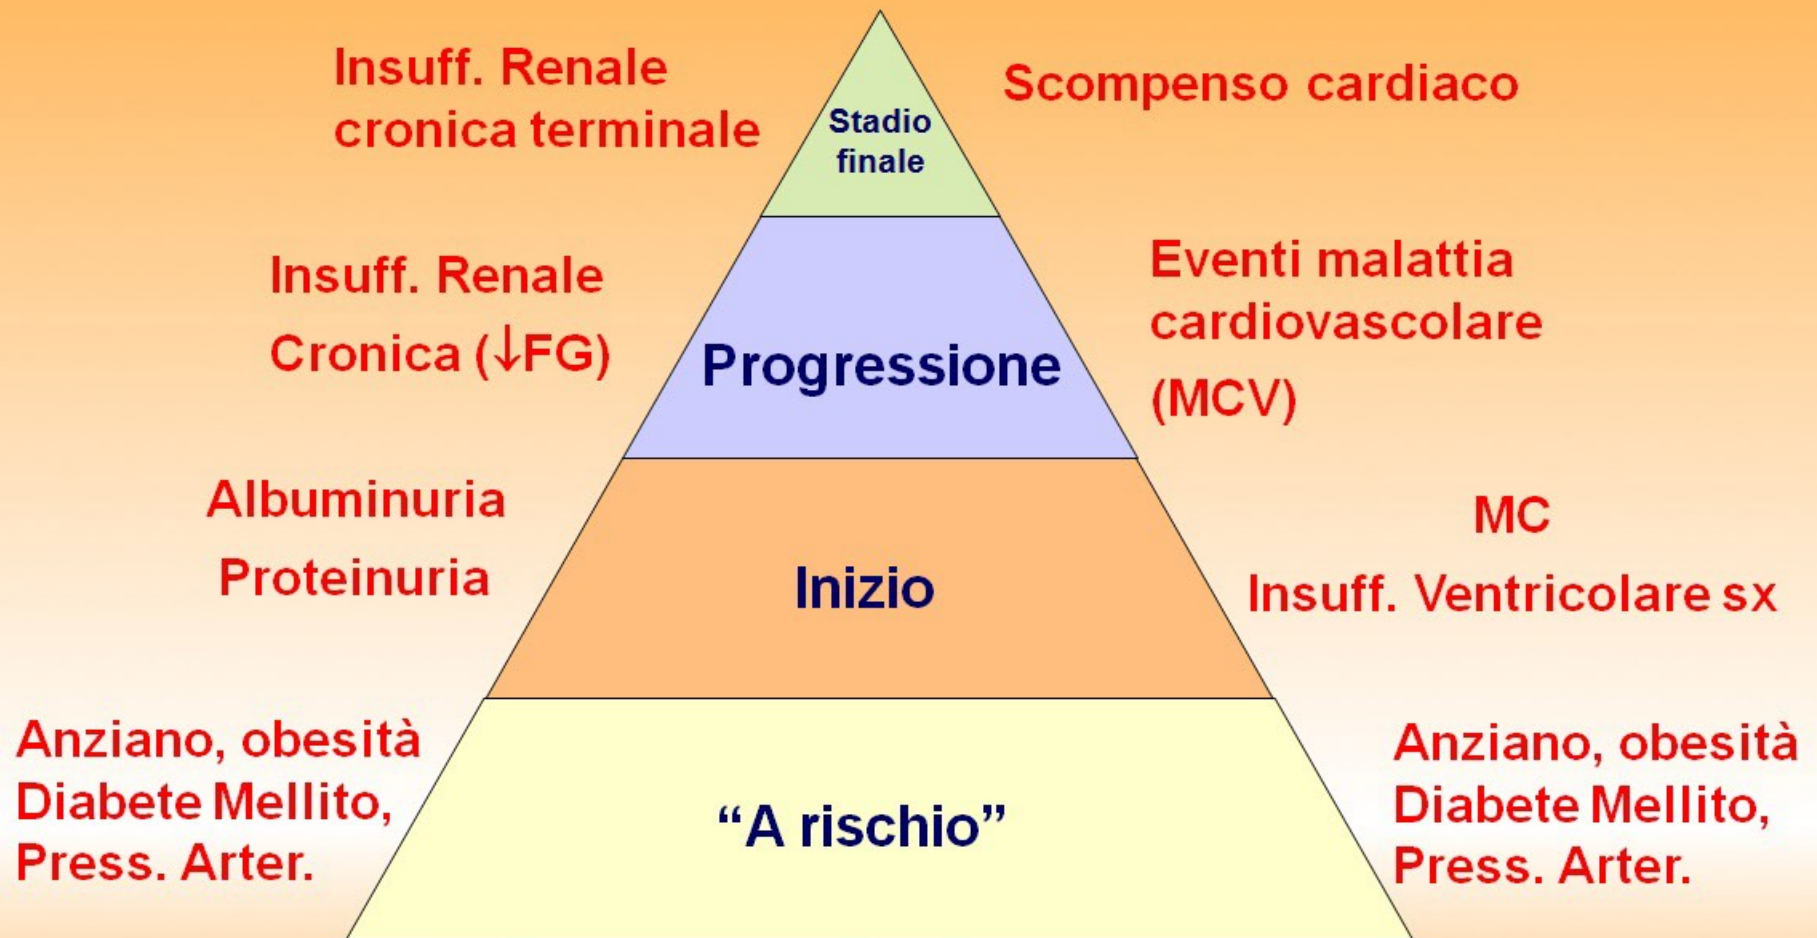 Insuff. Renale
cronica terminale
Stadio
finale
Scompenso cardiaco
Insuff. Renale
Cronica (↓FG)
Progressione
Eventi malattia
cardiovascolare
(MCV)
Albuminuria
Proteinuria
Inizio
MC
Insuff. Ventricolare sx
Anziano, obesità
Diabete Mellito,
Press. Arter.
“A rischio”
Anziano, obesità
Diabete Mellito,
Press. Arter.